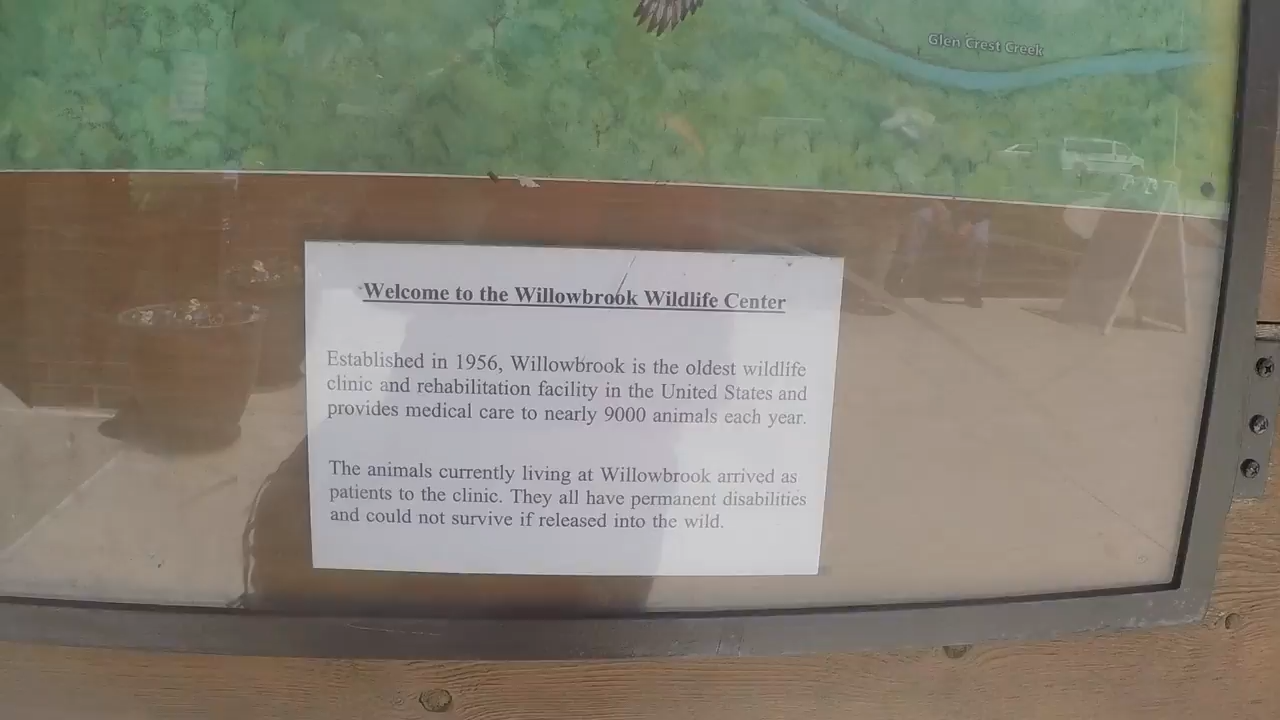 Glen Crest Creek
Welcome to the Willowbrook Wildlife Center
Established in 1956, Willowbrook is the oldest wildlife
clinic and rehabilitation facility in the United States and
provides medical care to nearly 9000 animals each year.
The animals currently living at Willowbrook arrived as
patients to the clinic. They all have permanent disabilities
and could not survive if released into the wild.